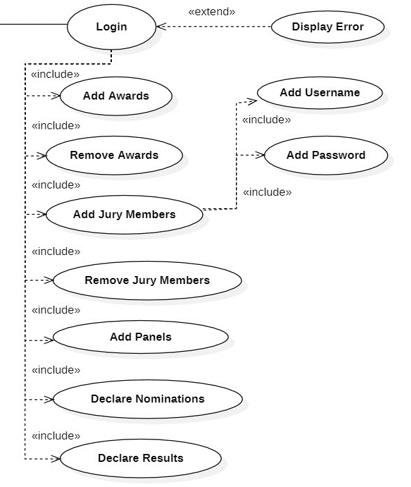 «extend»
Login
Display Error
«include»
Add Awards
Add Username
«include»
«include»
Remove Awards
Add Password
«include»
«include»
Add Jury Members
«include»
Remove Jury Members
«include»
Add Panels
«include»
Declare Nominations
«include»
Declare Results